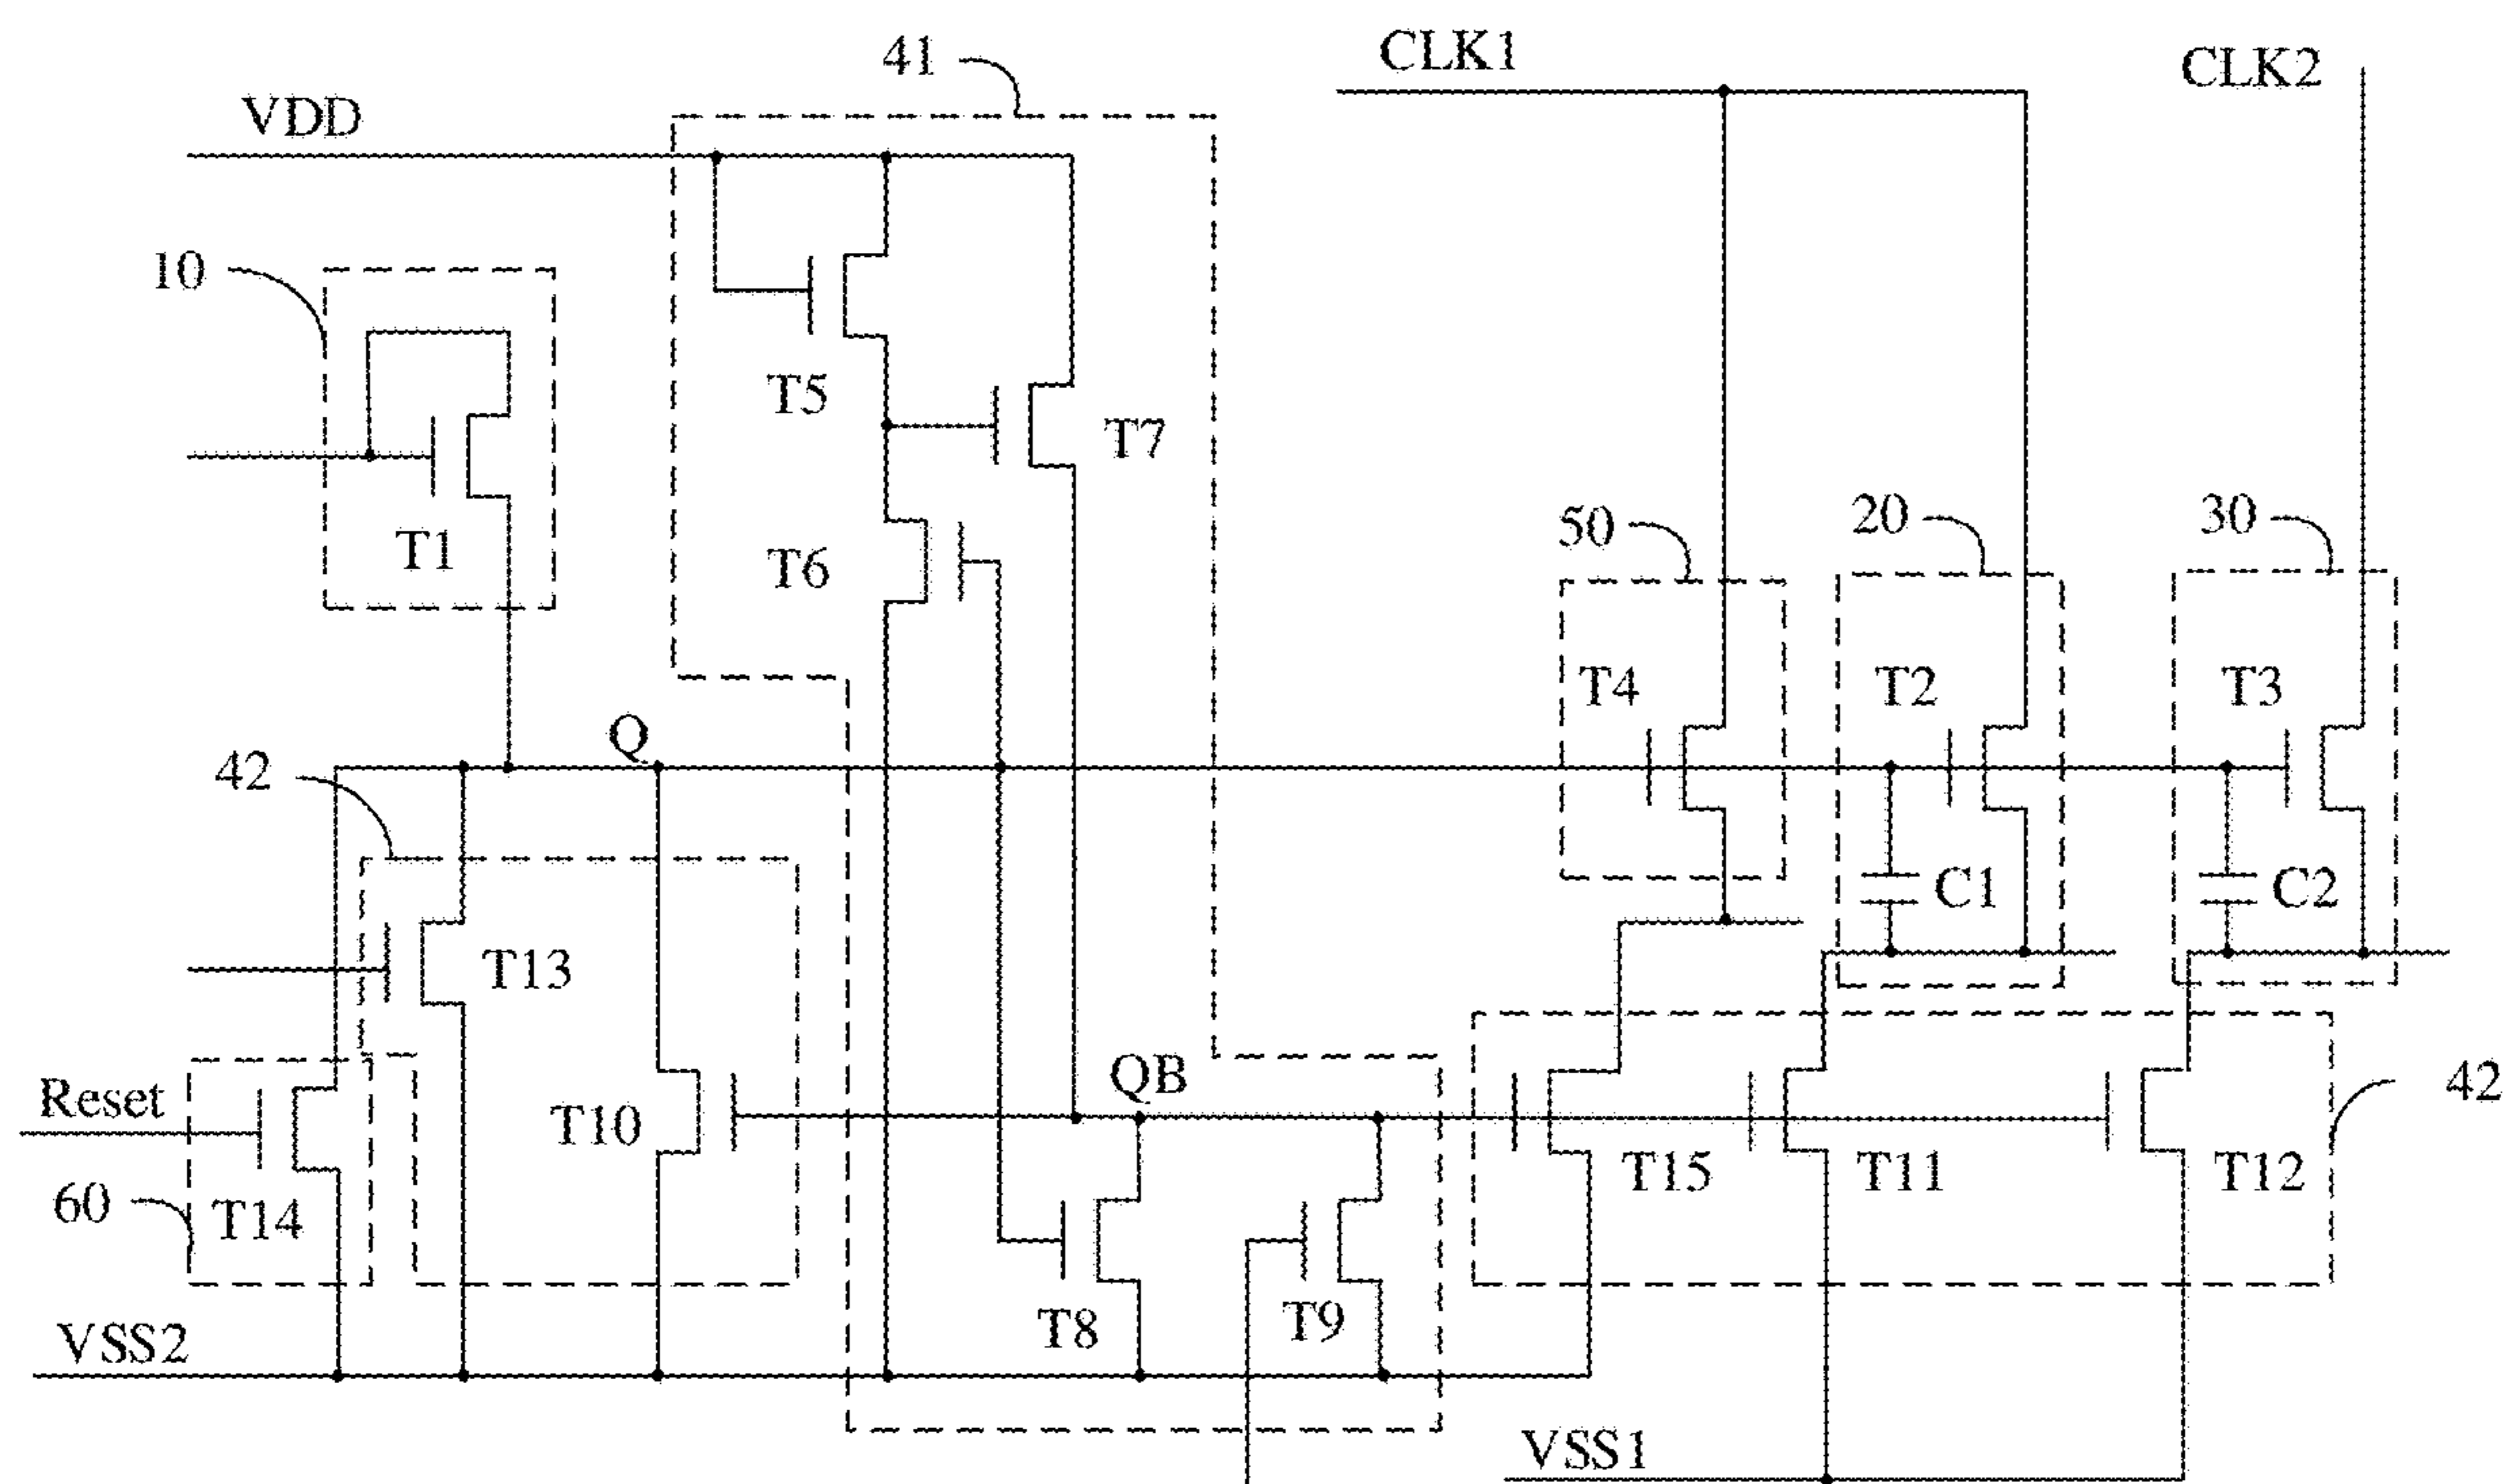 CLK1
41
CLK2
VDD
10
T5
T7
50
20
30
T1
T6
T4
T2
T3
Q
42
C1
C2
T13
QB
Reset
42
T10
T15
T11
T12
60
T14
T8
T9
VSS2
VSS1